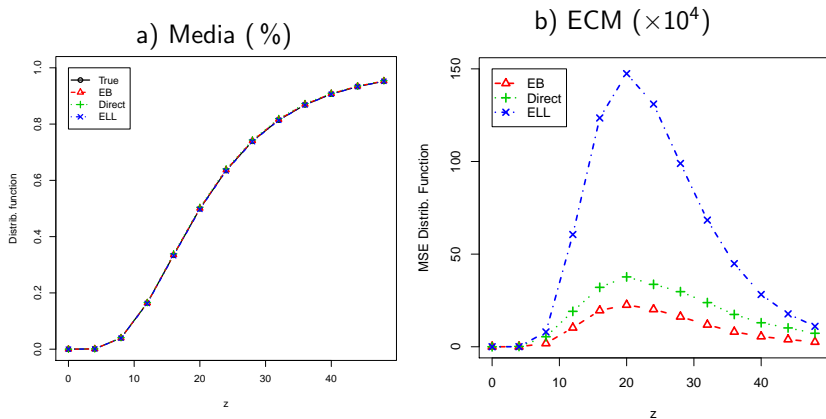 a) Media (%)
True
EB
Direct
ELL
Distrib. function
0.0
0.2
0.4
0.6
0.8
1.0
0
10
20
30
40
z
b) ECM (×10⁴)
EB
Direct
ELL
MSE Distrib. Function
0
50
100
150
0
10
20
30
40
z